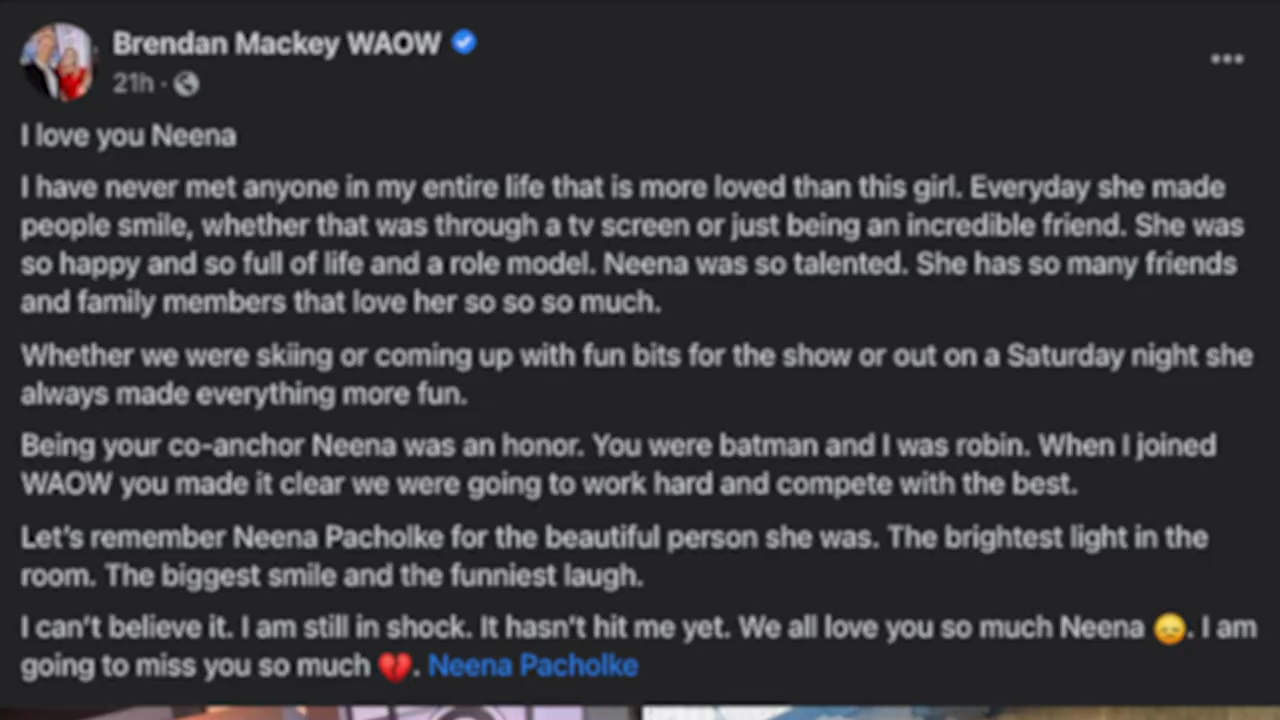 Brendan Mackey WAOW
21h ·
I love you Neena
I have never met anyone in my entire life that is more loved than this girl. Everyday she made
people smile, whether that was through a tv screen or just being an incredible friend. She was
so happy and so full of life and a role model. Neena was so talented. She has so many friends
and family members that love her so so so much.
Whether we were skiing or coming up with fun bits for the show or out on a Saturday night she
always made everything more fun.
Being your co-anchor Neena was an honor. You were batman and I was robin. When I joined
WAOW you made it clear we were going to work hard and compete with the best.
Let's remember Neena Pacholke for the beautiful person she was. The brightest light in the
room. The biggest smile and the funniest laugh.
I can't believe it. I am still in shock. It hasn't hit me yet. We all love you so much Neena 😞. I am
going to miss you so much 💔. Neena Pacholke